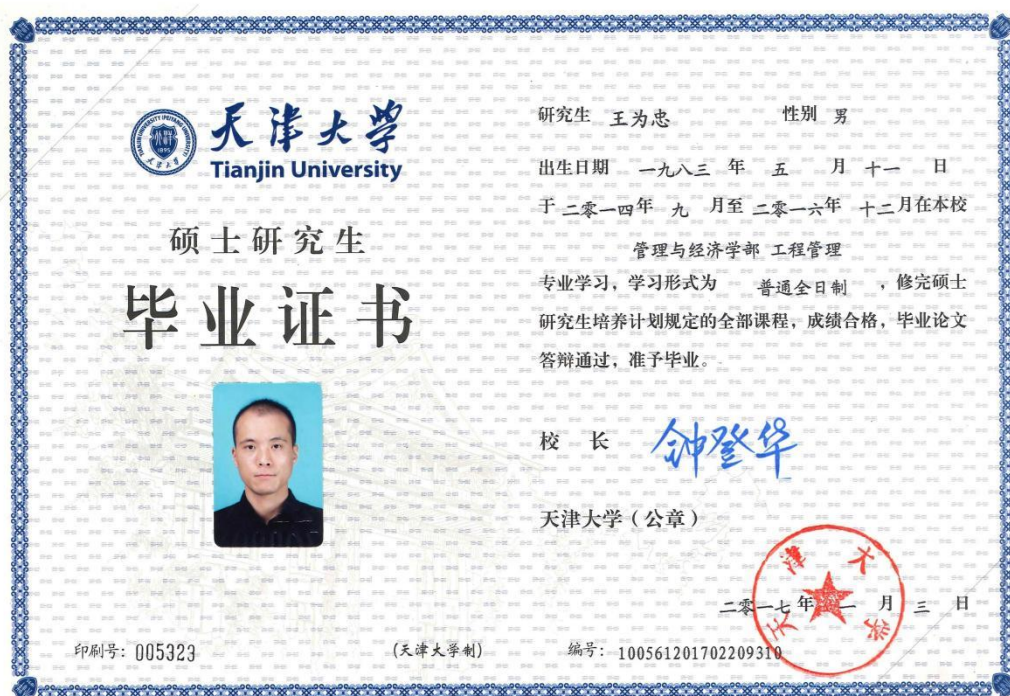 天津大学
Tianjin University
硕士研究生
毕业证书
印刷号：005323
(天津大学制)
研究生 王为忠 性别 男
出生日期 一九八三 年 五 月 十一 日
于 二零一四年 九 月至 二零一六年 十二月在本校
管理与经济学部 工程管理
专业学习，学习形式为 普通全日制 ，修完硕士
研究生培养计划规定的全部课程，成绩合格，毕业论文
答辩通过，准予毕业。
校 长 钟登华
天津大学（公章）
天津大学
二零一七年 一 月 三 日
编号：100561201702209310